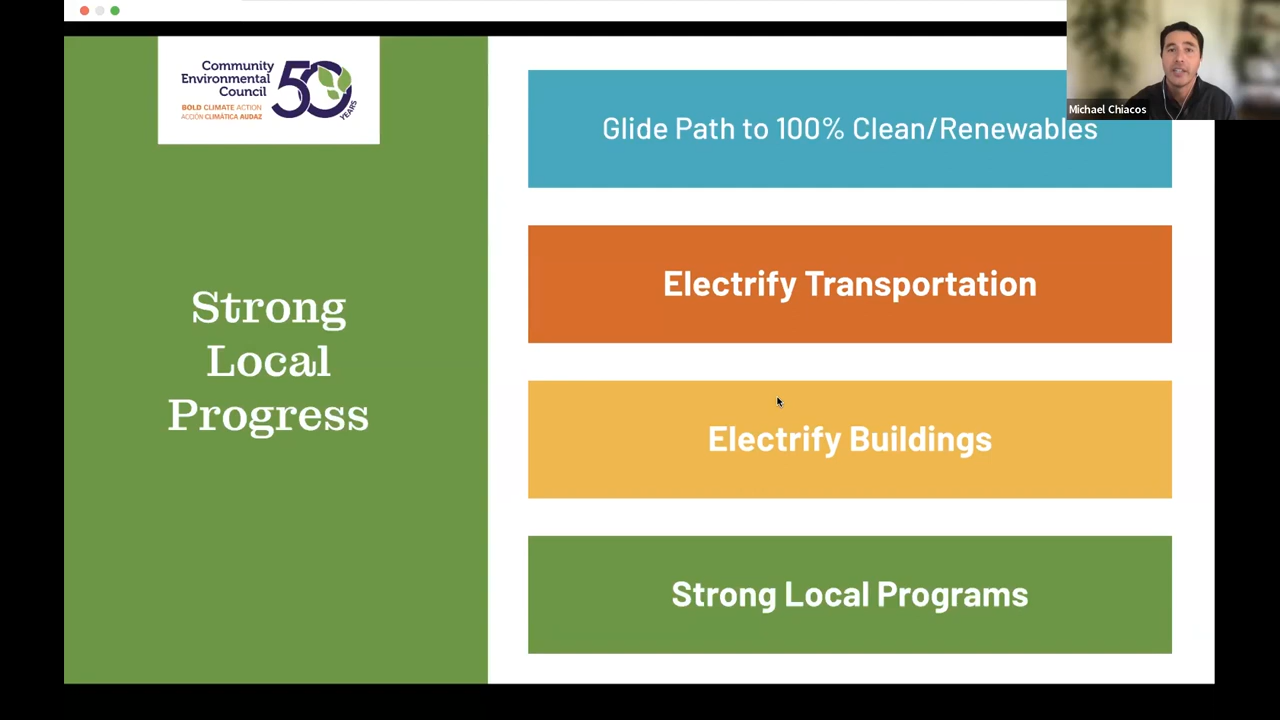 Community
Environmental
Council
50
YEARS
BOLD CLIMATE ACTION
ACCIÓN CLIMÁTICA AUDAZ
Strong
Local
Progress
Glide Path to 100% Clean/Renewables
Electrify Transportation
Electrify Buildings
Strong Local Programs
Michael Chiacos